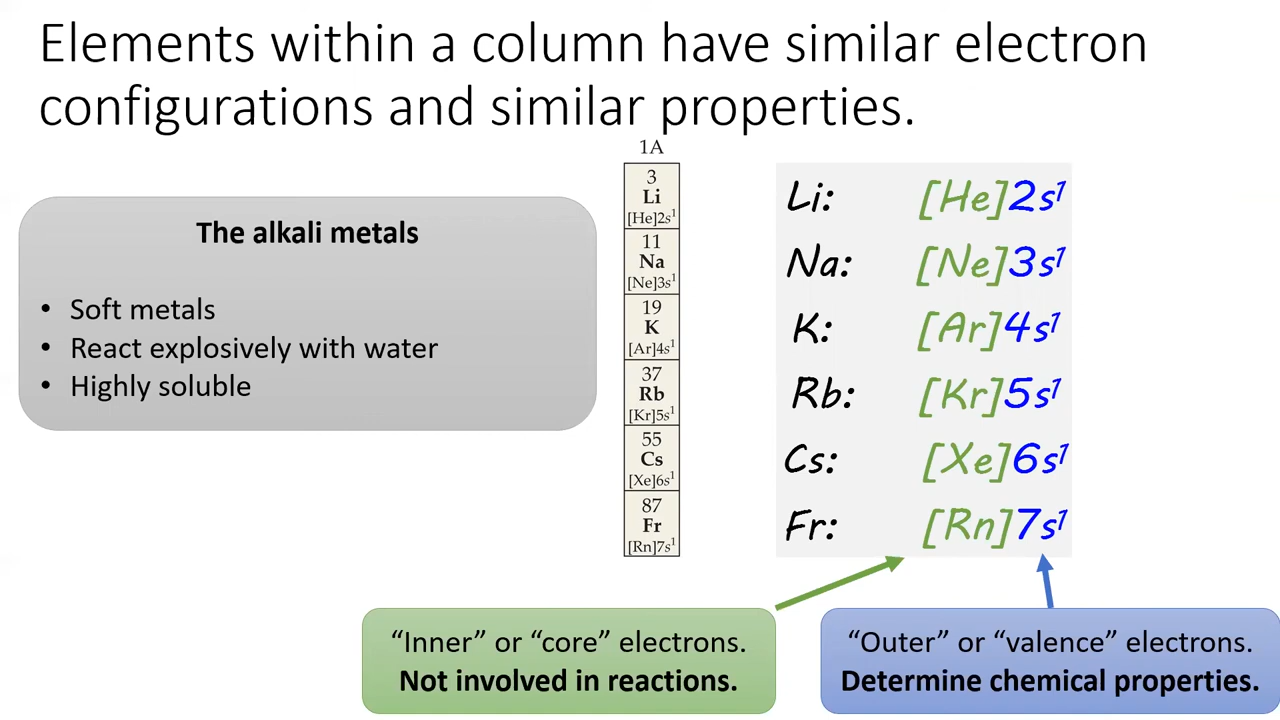 Elements within a column have similar electron
configurations and similar properties.
The alkali metals
• Soft metals
• React explosively with water
• Highly soluble
1A
3
Li
[He]2s¹
11
Na
[Ne]3s¹
19
K
[Ar]4s¹
37
Rb
[Kr]5s¹
55
Cs
[Xe]6s¹
87
Fr
[Rn]7s¹
Li: [He]2s¹
Na: [Ne]3s¹
K: [Ar]4s¹
Rb: [Kr]5s¹
Cs: [Xe]6s¹
Fr: [Rn]7s¹
“Inner” or “core” electrons.
Not involved in reactions.
“Outer” or “valence” electrons.
Determine chemical properties.